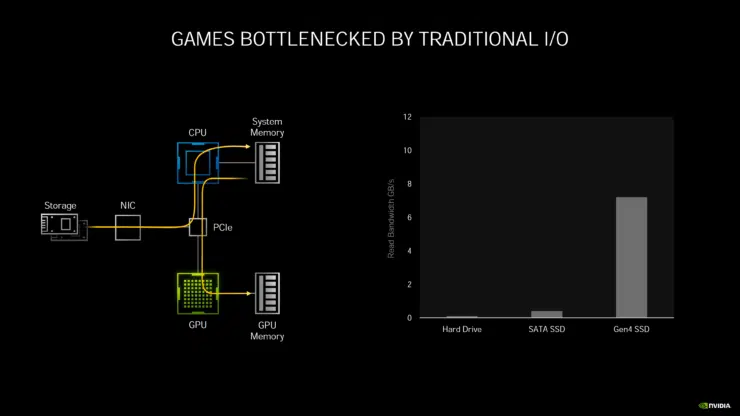 GAMES BOTTLENECKED BY TRADITIONAL I/O
CPU
System
Memory
Storage
NIC
PCIe
GPU
GPU
Memory
Read Bandwidth GB/s
12
10
8
6
4
2
0
Hard Drive
SATA SSD
Gen4 SSD
NVIDIA